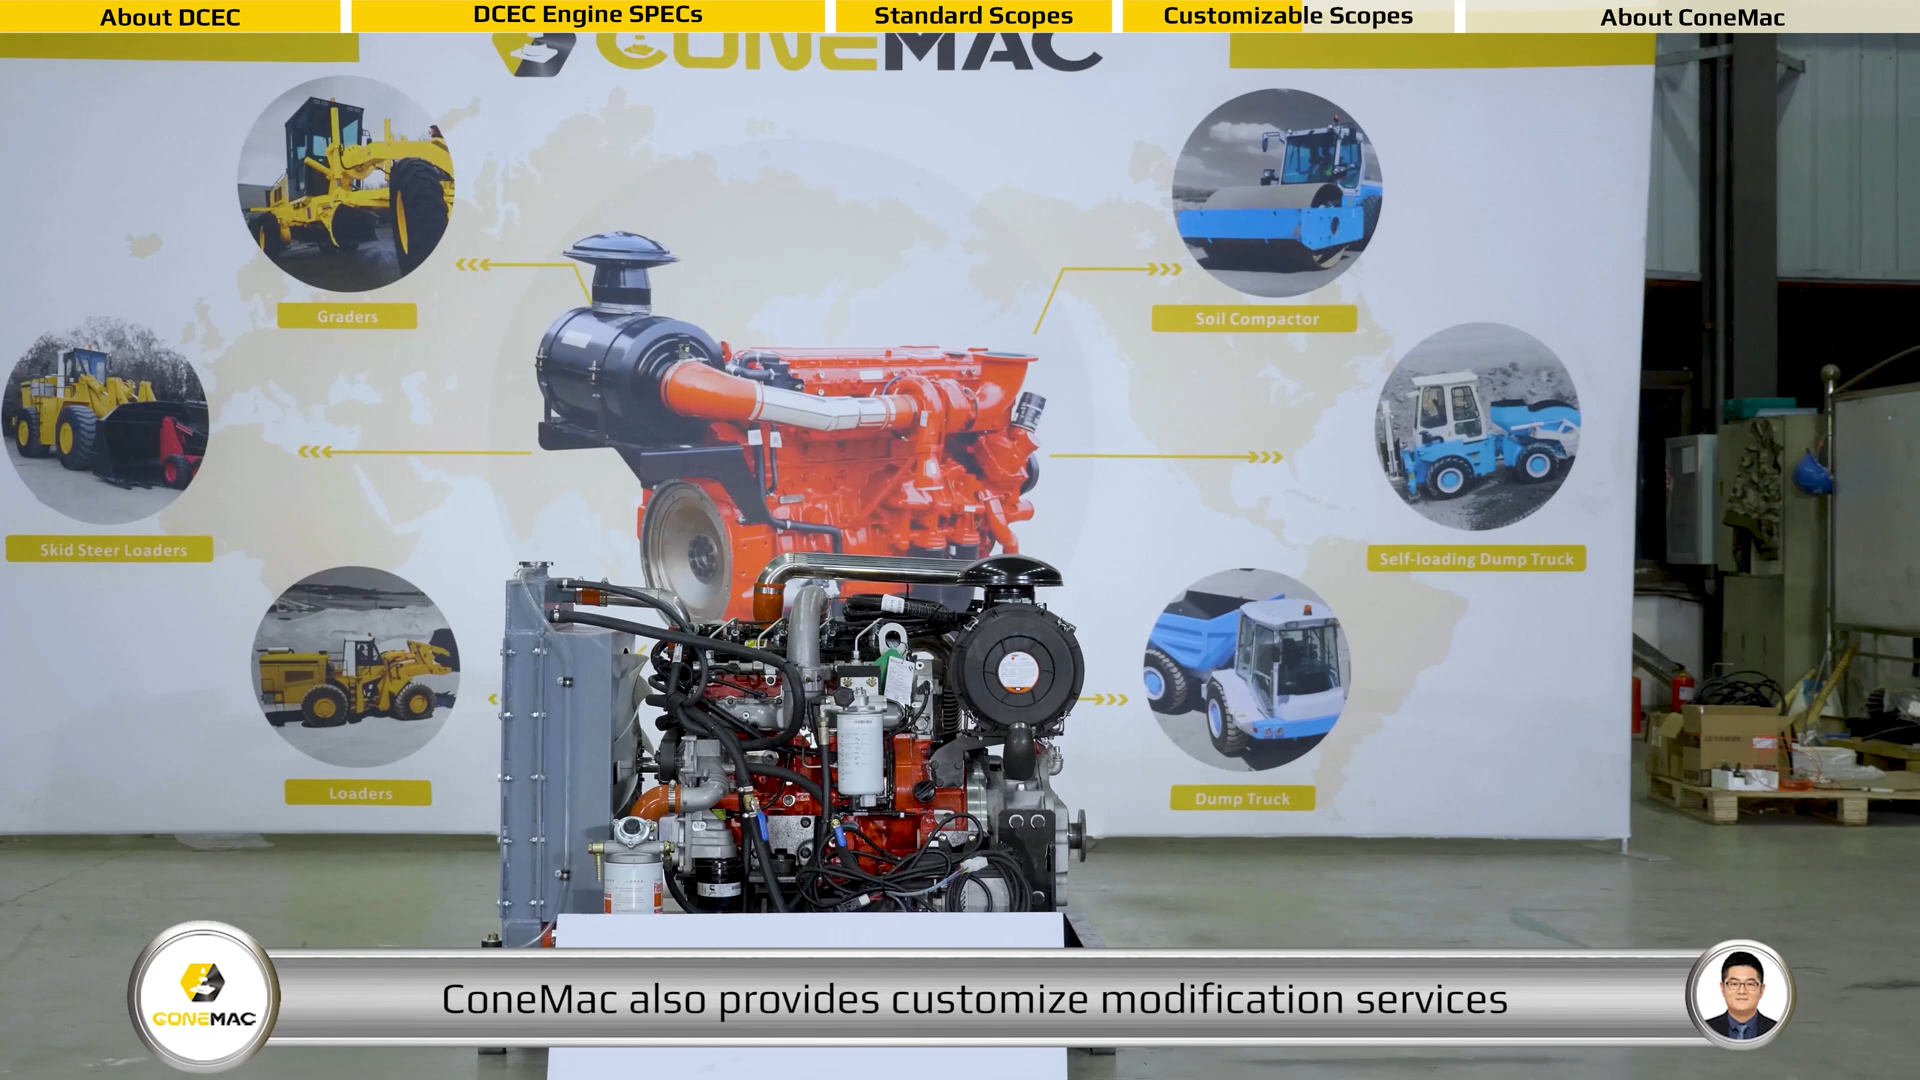 About DCEC
DCEC Engine SPECs
Standard Scopes
Customizable Scopes
About ConeMac
CONEMAC
Graders
Soil Compactor
Skid Steer Loaders
Self-loading Dump Truck
Loaders
Dump Truck
CONEMAC
ConeMac also provides customize modification services